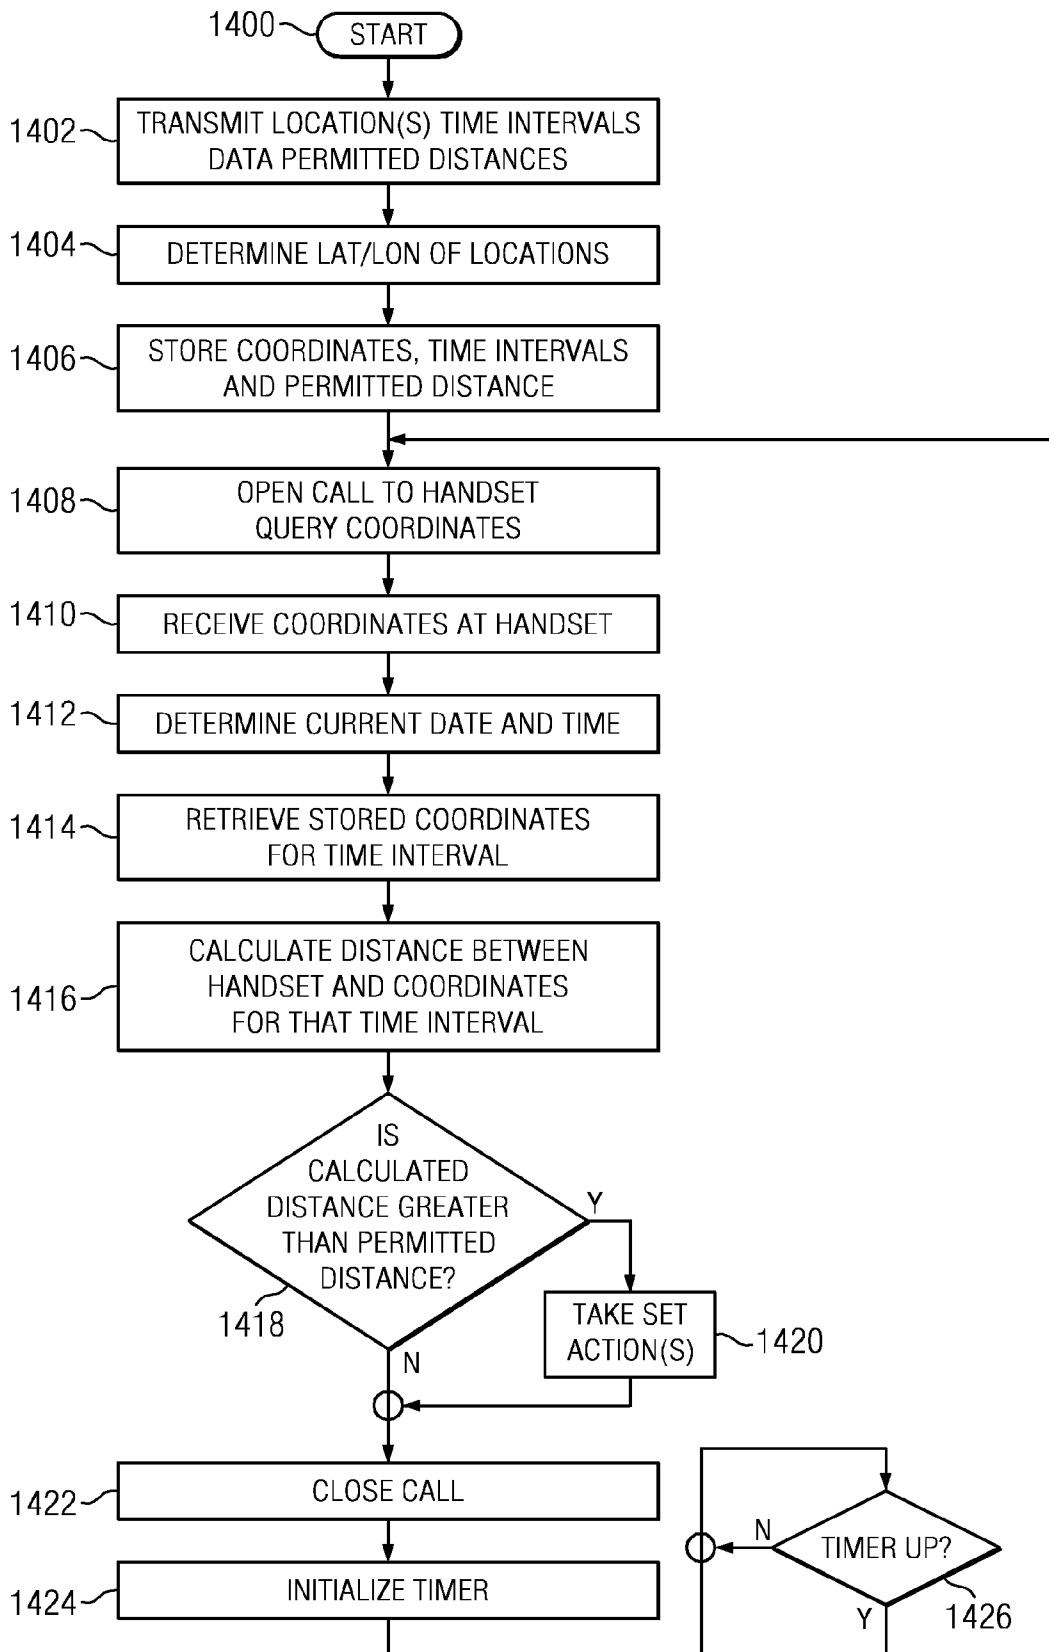 1400
START
1402
TRANSMIT LOCATION(S) TIME INTERVALS
DATA PERMITTED DISTANCES
1404
DETERMINE LAT/LON OF LOCATIONS
1406
STORE COORDINATES, TIME INTERVALS
AND PERMITTED DISTANCE
1408
OPEN CALL TO HANDSET
QUERY COORDINATES
1410
RECEIVE COORDINATES AT HANDSET
1412
DETERMINE CURRENT DATE AND TIME
1414
RETRIEVE STORED COORDINATES
FOR TIME INTERVAL
1416
CALCULATE DISTANCE BETWEEN
HANDSET AND COORDINATES
FOR THAT TIME INTERVAL
IS
CALCULATED
DISTANCE GREATER
THAN PERMITTED
DISTANCE?
Y
1418
N
TAKE SET
ACTION(S)
1420
1422
CLOSE CALL
1424
INITIALIZE TIMER
N
TIMER UP?
Y
1426